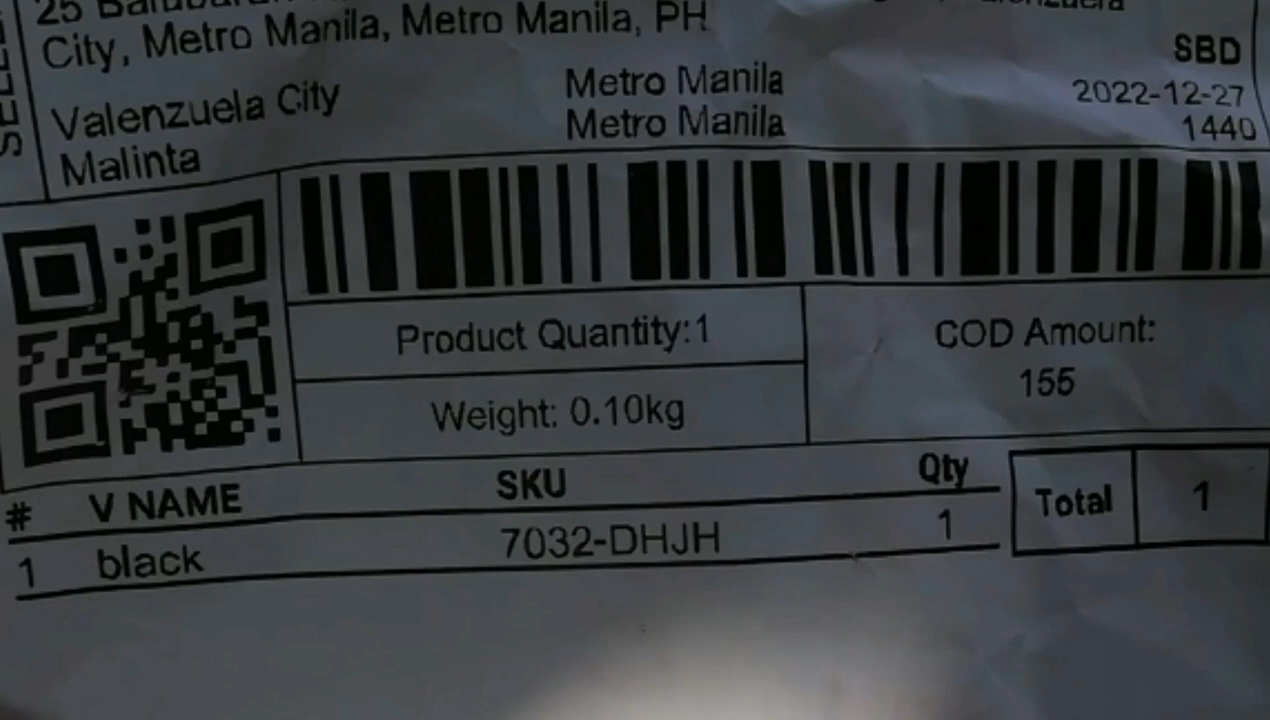 25
City, Metro Manila, Metro Manila, PH
SBD
Valenzuela City
Metro Manila
2022-12-27
Malinta
Metro Manila
1440
Product Quantity:1
COD Amount:
155
Weight: 0.10kg
# V NAME SKU Qty
1 black 7032-DHJH 1
Total 1